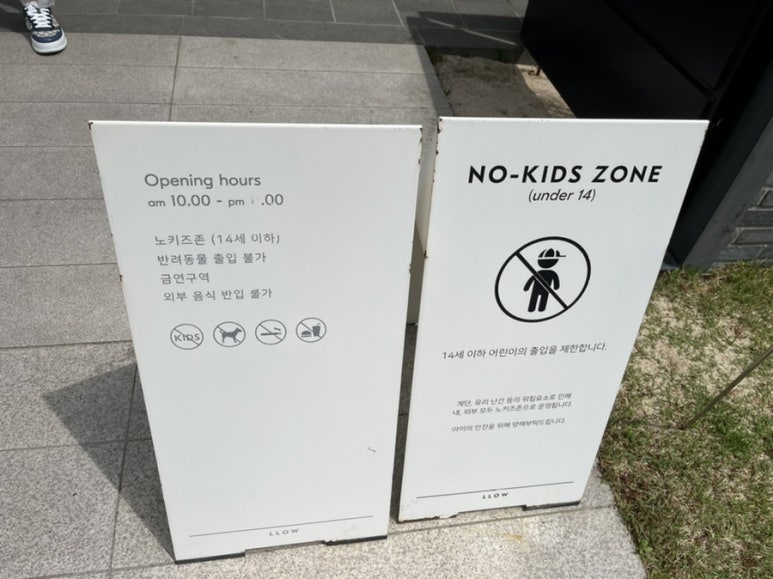 Opening hours
am 10.00 - pm .00
노키즈존 (14세 이하)
반려동물 출입 불가
금연구역
외부 음식 반입 불가
KIDS
LLOW
NO-KIDS ZONE
(under 14)
14세 이하 어린이의 출입을 제한합니다.
계단, 유리 난간 등의 위험요소로 인해
내, 외부 모두 노키즈존으로 운영됩니다.
아이의 안전을 위해 양해부탁드립니다.
LLOW